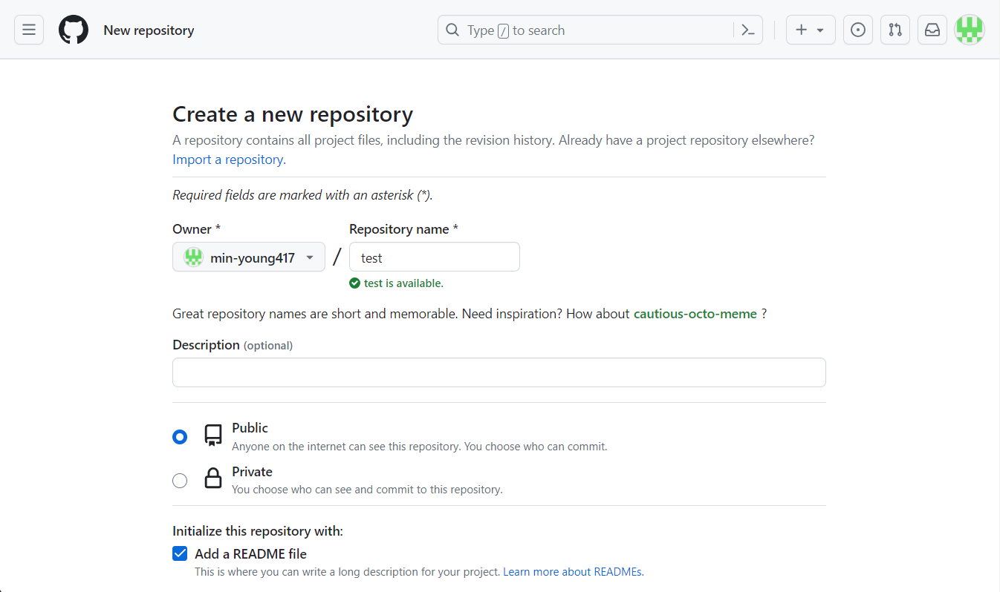 New repository
Type / to search
Create a new repository
A repository contains all project files, including the revision history. Already have a project repository elsewhere?
Import a repository.
Required fields are marked with an asterisk (*).
Owner *
Repository name *
min-young417
/
test
test is available.
Great repository names are short and memorable. Need inspiration? How about cautious-octo-meme ?
Description (optional)
Public
Anyone on the internet can see this repository. You choose who can commit.
Private
You choose who can see and commit to this repository.
Initialize this repository with:
Add a README file
This is where you can write a long description for your project. Learn more about READMEs.